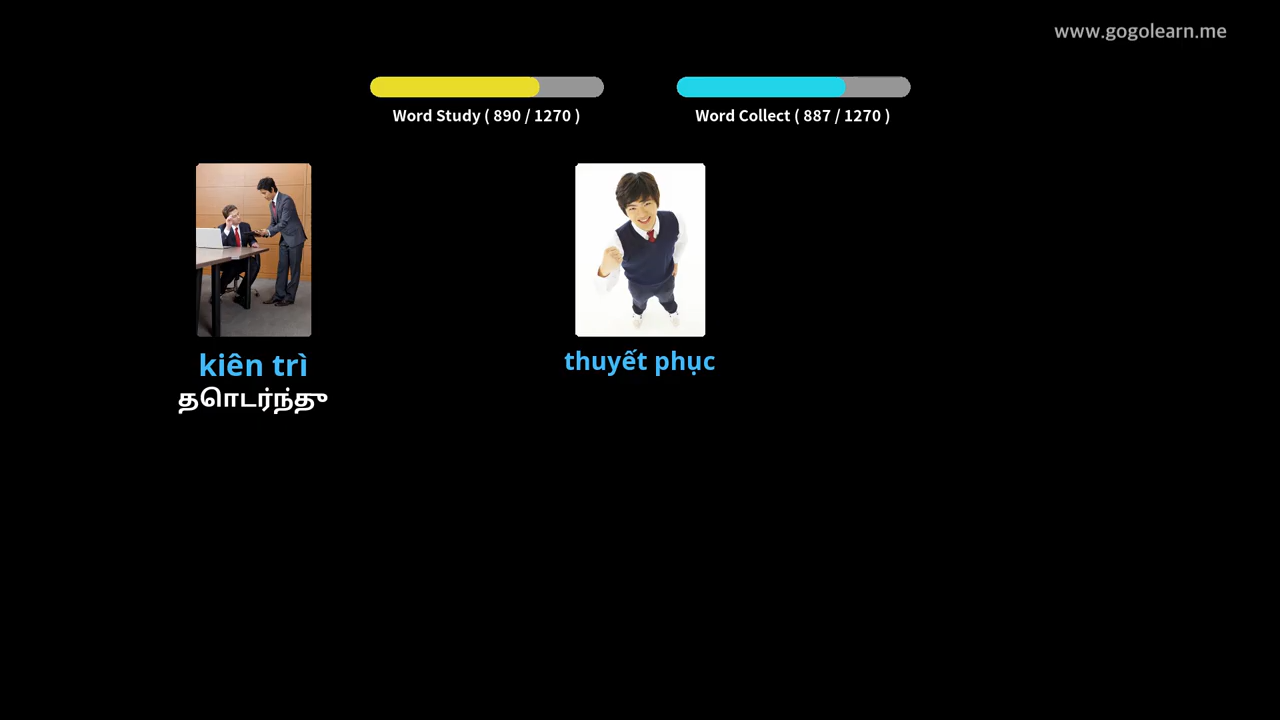 www.gogolearn.me
Word Study ( 890 / 1270 )
Word Collect ( 887 / 1270 )
kiên trì
தொடர்ந்து
thuyết phục